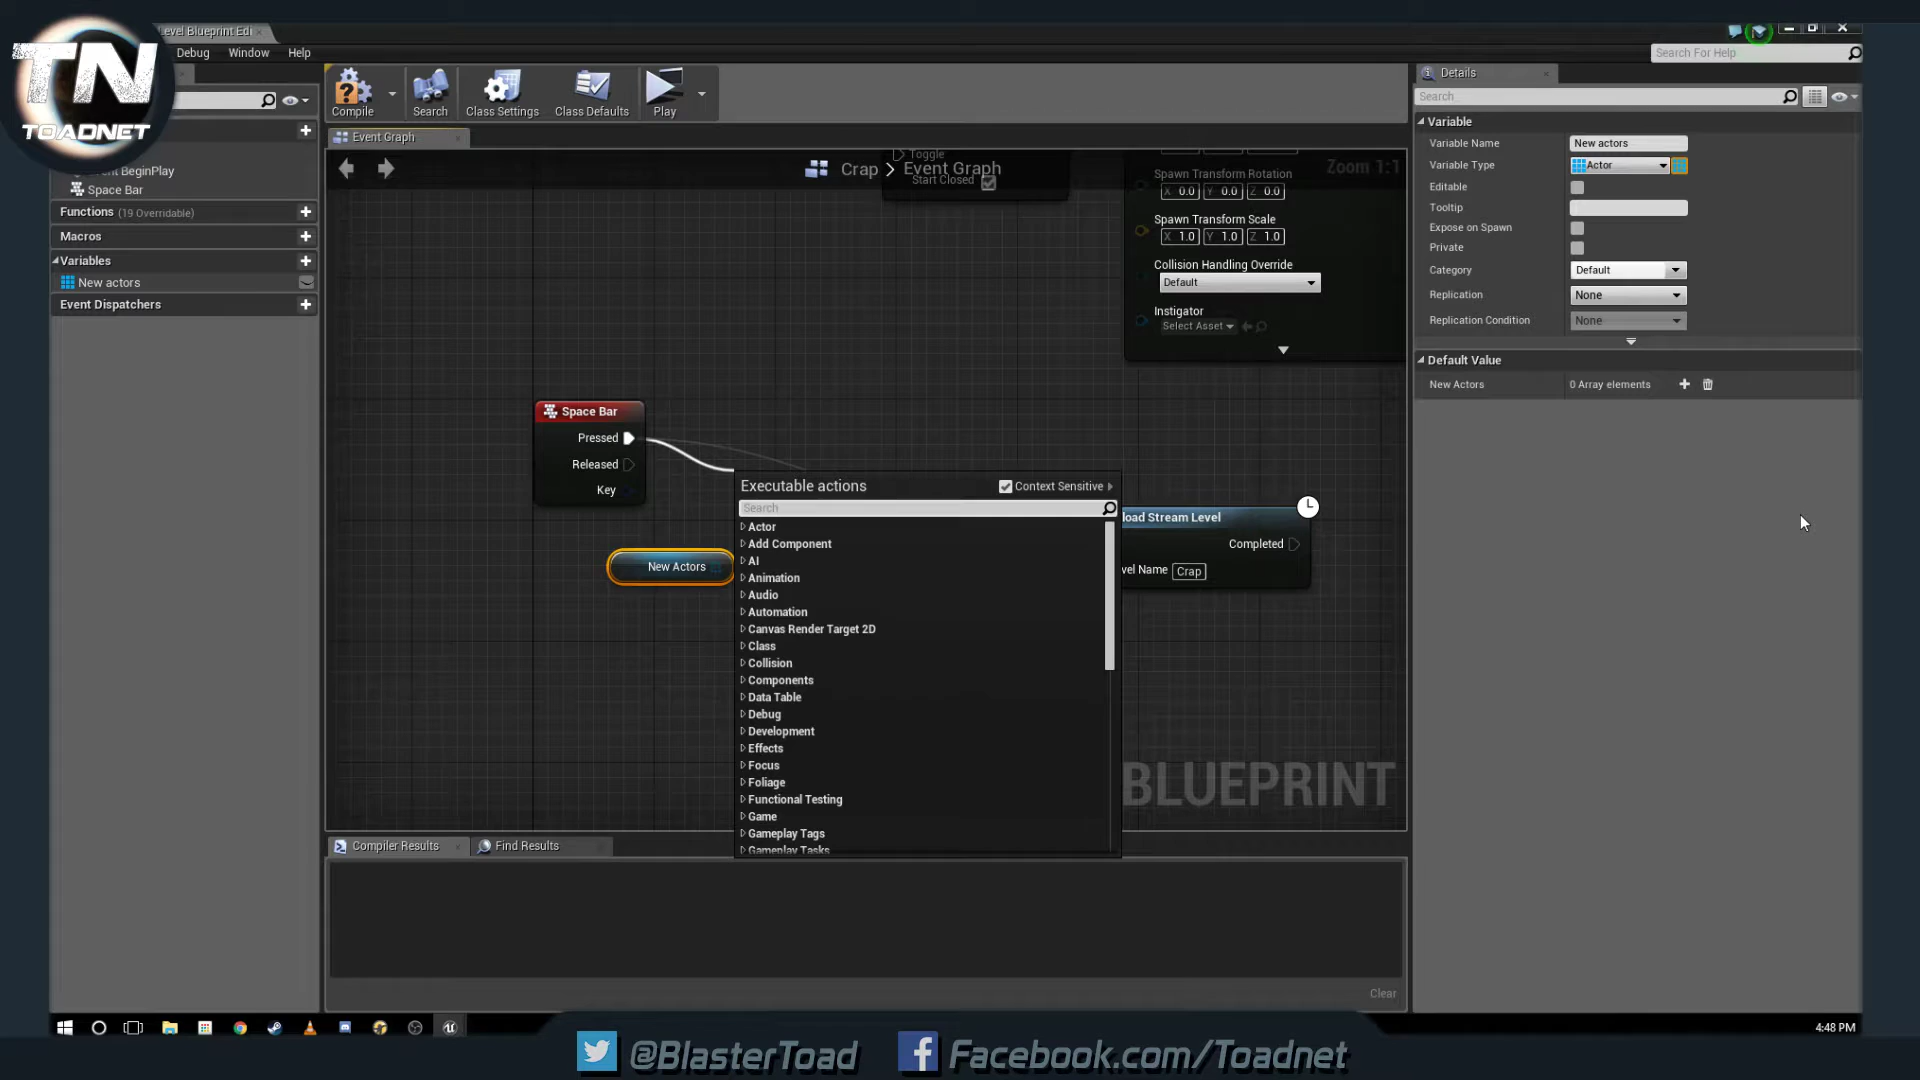 Level Blueprint Edi
TN
TOADNET
Debug
Window
Help
Search For Help
Compile
Search
Class Settings
Class Defaults
Play
Details
Search
Event Graph
Crap > Event Graph
Zoom 1:1
BeginPlay
Space Bar
Functions (19 Overridable)
Macros
Variables
New actors
Event Dispatchers
Toggle
Start Closed
Spawn Transform Rotation
X 0.0 Y 0.0 Z 0.0
Spawn Transform Scale
X 1.0 Y 1.0 Z 1.0
Collision Handling Override
Default
Instigator
Select Asset
Space Bar
Pressed
Released
Key
New Actors
Executable actions
Context Sensitive
Search
Actor
Add Component
AI
Animation
Audio
Automation
Canvas Render Target 2D
Class
Collision
Components
Data Table
Debug
Development
Effects
Focus
Foliage
Functional Testing
Game
Gameplay Tags
Gameplay Tasks
load Stream Level
Completed
vel Name Crap
BLUEPRINT
Variable
Variable Name New actors
Variable Type Actor
Editable
Tooltip
Expose on Spawn
Private
Category Default
Replication None
Replication Condition None
Default Value
New Actors 0 Array elements
Compiler Results
Find Results
Clear
4:48 PM
@BlasterToad
Facebook.com/Toadnet